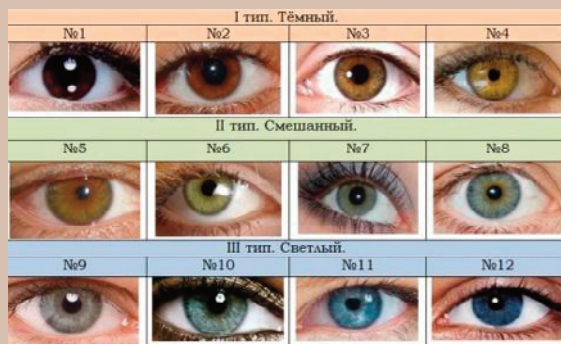 I тип. Тёмный.
№1 №2 №3 №4
II тип. Смешанный.
№5 №6 №7 №8
III тип. Светлый.
№9 №10 №11 №12